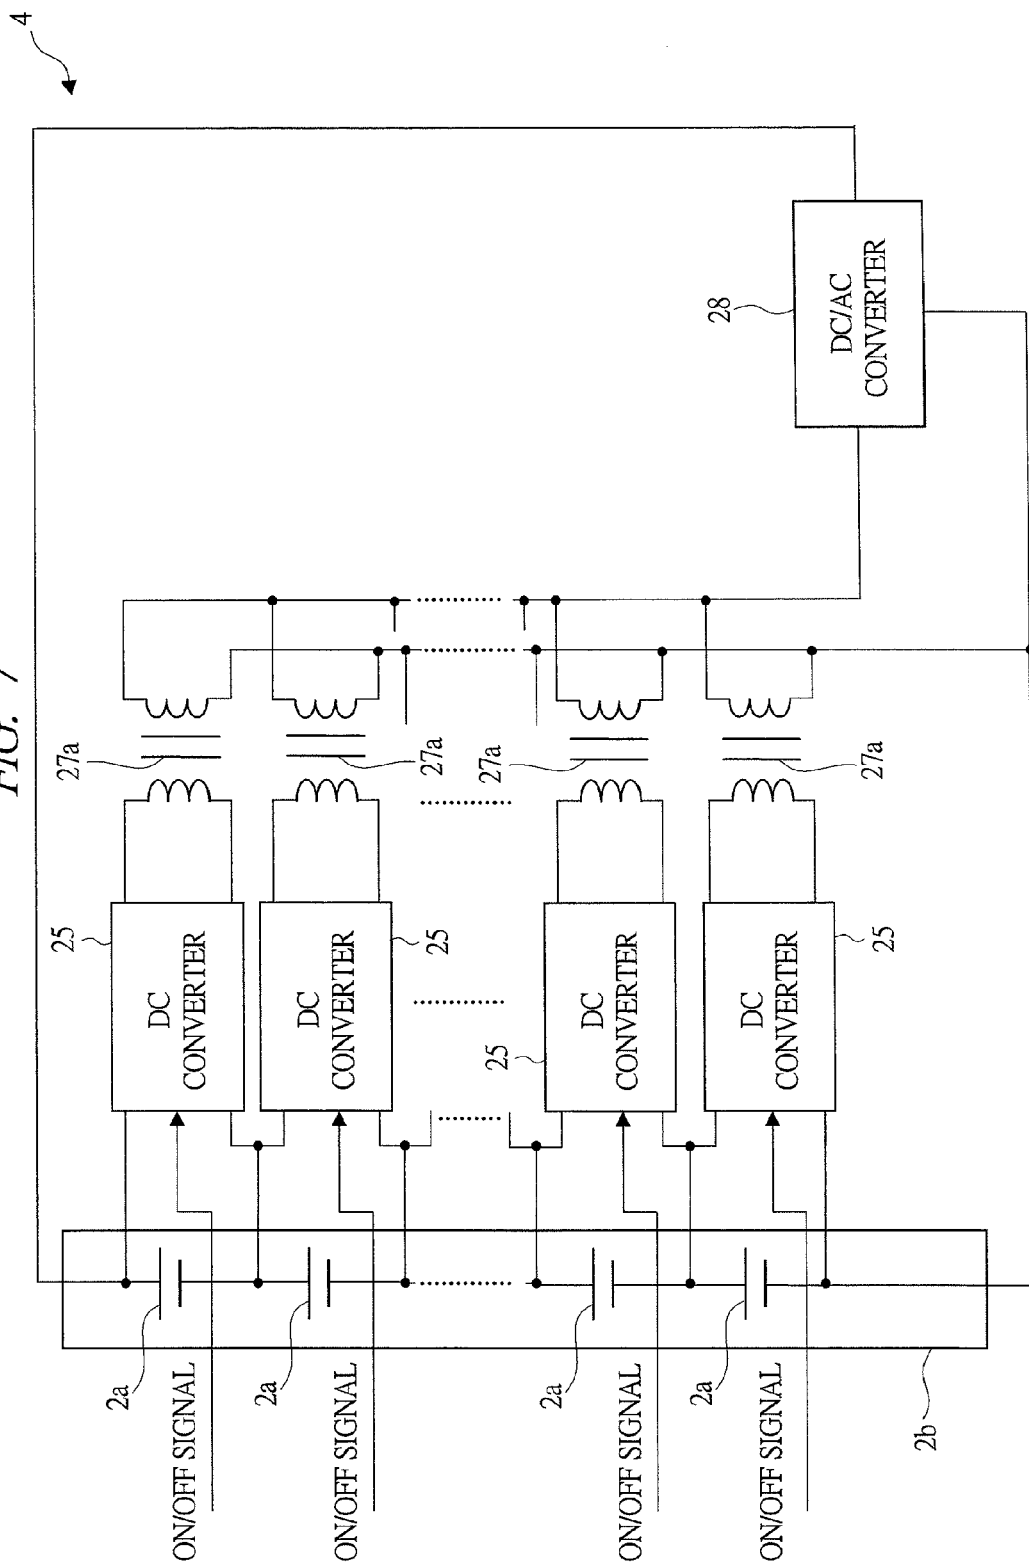 FIG. 7
4
27a
27a
27a
27a
28
DC/AC
CONVERTER
25
DC
CONVERTER
25
DC
CONVERTER
25
DC
CONVERTER
25
DC
CONVERTER
2a
2a
2a
2a
2b
ON/OFF SIGNAL
ON/OFF SIGNAL
ON/OFF SIGNAL
ON/OFF SIGNAL